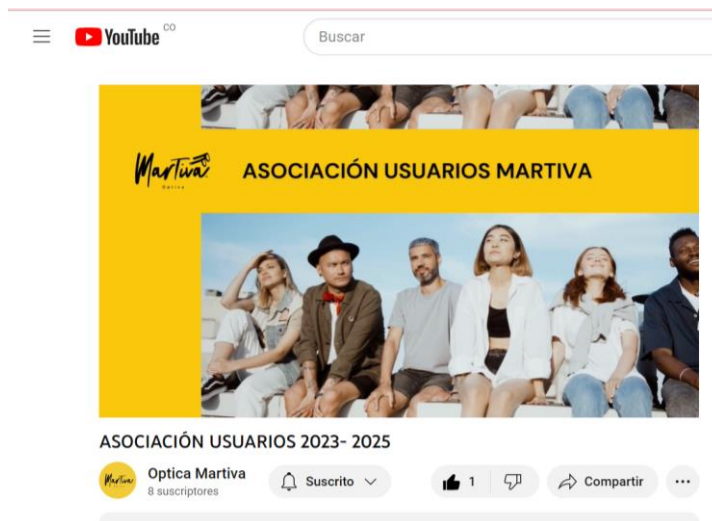 YouTube CO
Buscar
Martiva
Optica
ASOCIACIÓN USUARIOS MARTIVA
ASOCIACIÓN USUARIOS 2023- 2025
Martiva
Optica Martiva
8 suscriptores
Suscrito
1
Compartir